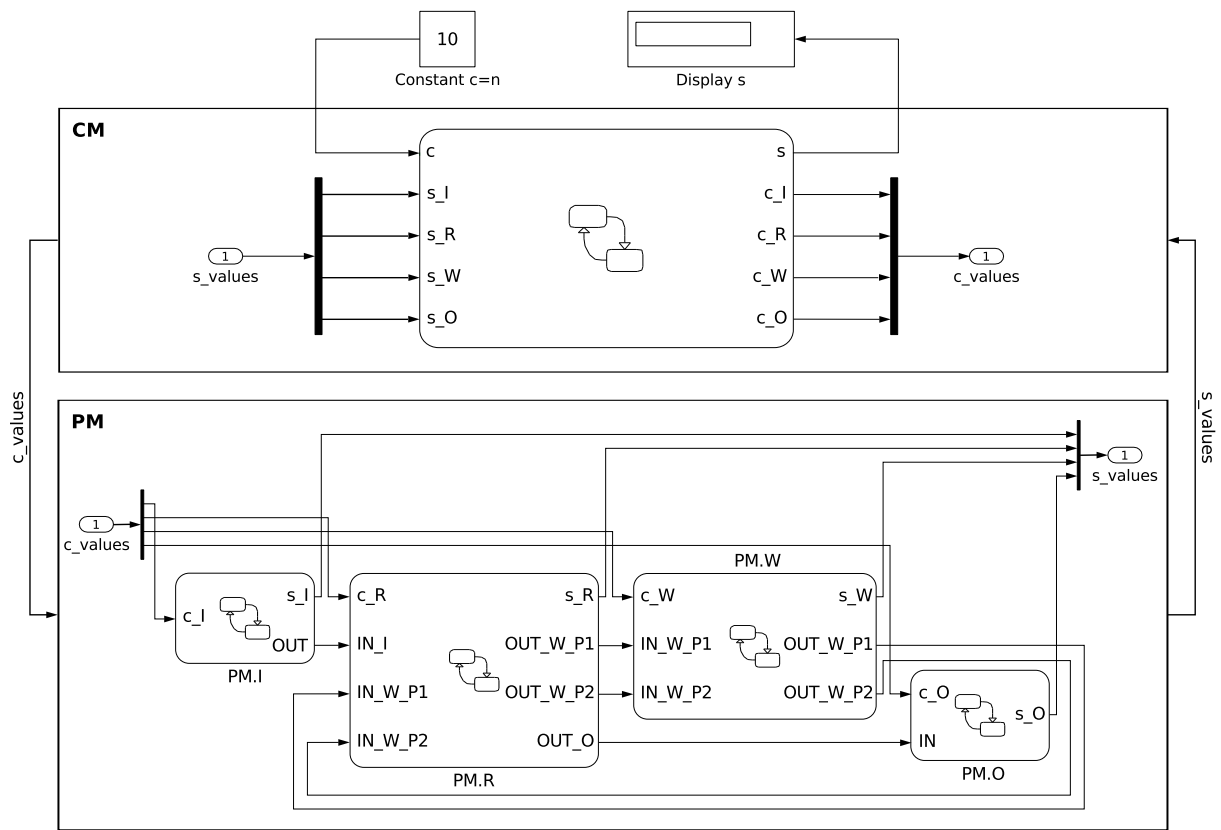 10
Constant c=n
Display s
CM
c
s
s_I
c_I
s_R
c_R
1
s_values
s_W
c_W
1
c_values
s_O
c_O
c_values
s_values
PM
1
s_values
1
c_values
PM.W
c_I
s_I
OUT
PM.I
c_R
s_R
IN_I
OUT_W_P1
IN_W_P1
OUT_W_P2
IN_W_P2
OUT_O
PM.R
c_W
s_W
IN_W_P1
OUT_W_P1
IN_W_P2
OUT_W_P2
c_O
s_O
IN
PM.O